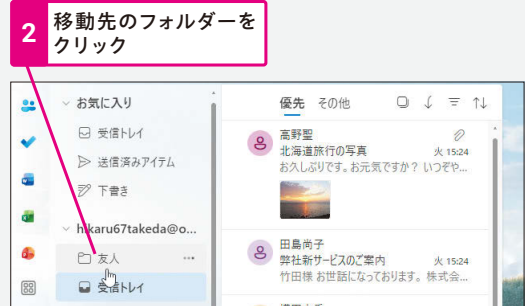 2 移動先のフォルダーを
クリック
お気に入り
受信トレイ
送信済みアイテム
下書き
hikaru67takeda@o...
友人 ...
受信トレイ
優先 その他
高野聖
北海道旅行の写真 火 15:24
お久しぶりです。お元気ですか？ いつぞや...
田島尚子
弊社新サービスのご案内 火 15:24
竹田様 お世話になっております。株式会...